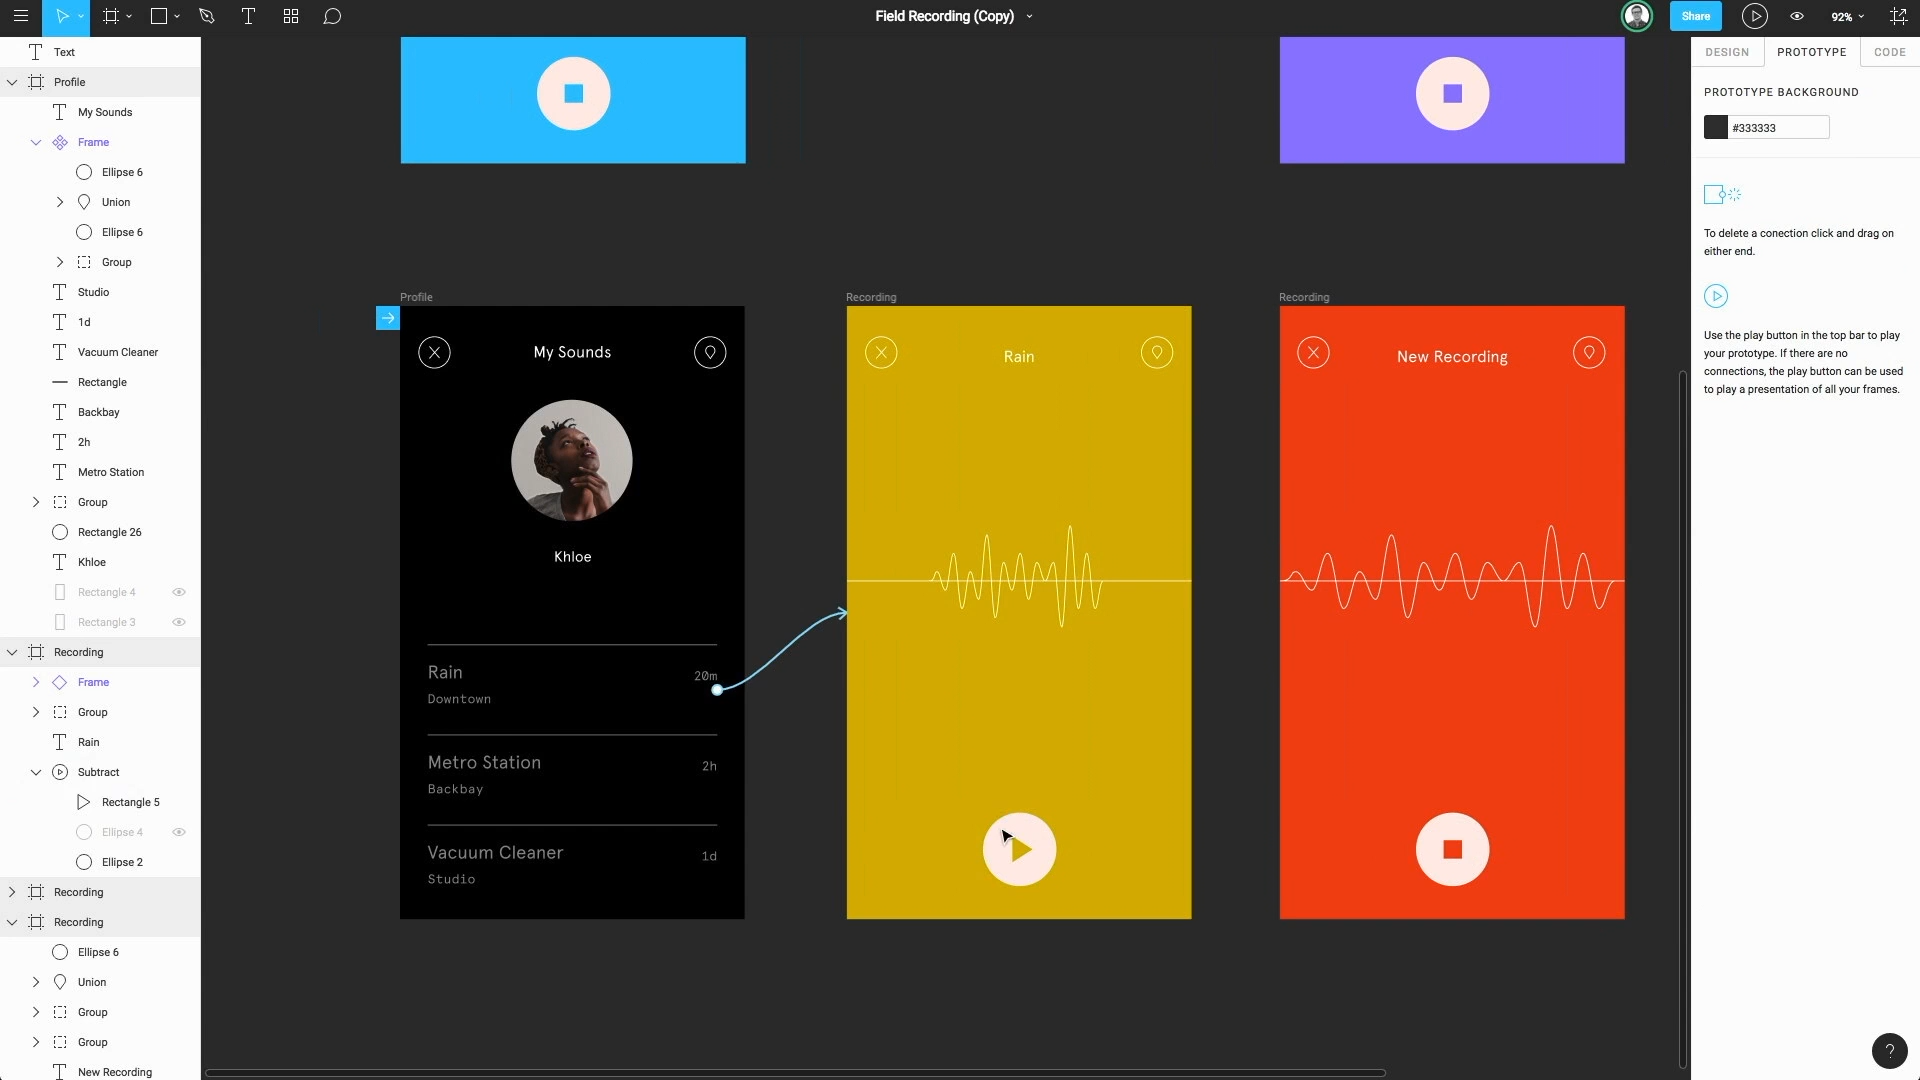 Field Recording (Copy)
Share
92%
Text
Profile
My Sounds
Frame
Ellipse 6
Union
Ellipse 6
Group
Studio
1d
Vacuum Cleaner
Rectangle
Backbay
2h
Metro Station
Group
Rectangle 26
Khloe
Rectangle 4
Rectangle 3
Recording
Frame
Group
Rain
Subtract
Rectangle 5
Ellipse 4
Ellipse 2
Recording
Recording
Ellipse 6
Union
Group
Group
New Recording
Profile
My Sounds
Khloe
Rain 20m
Downtown
Metro Station 2h
Backbay
Vacuum Cleaner 1d
Studio
Recording
Rain
Recording
New Recording
DESIGN PROTOTYPE CODE
PROTOTYPE BACKGROUND
#333333
To delete a conection click and drag on
either end.
Use the play button in the top bar to play
your prototype. If there are no
connections, the play button can be used
to play a presentation of all your frames.
?